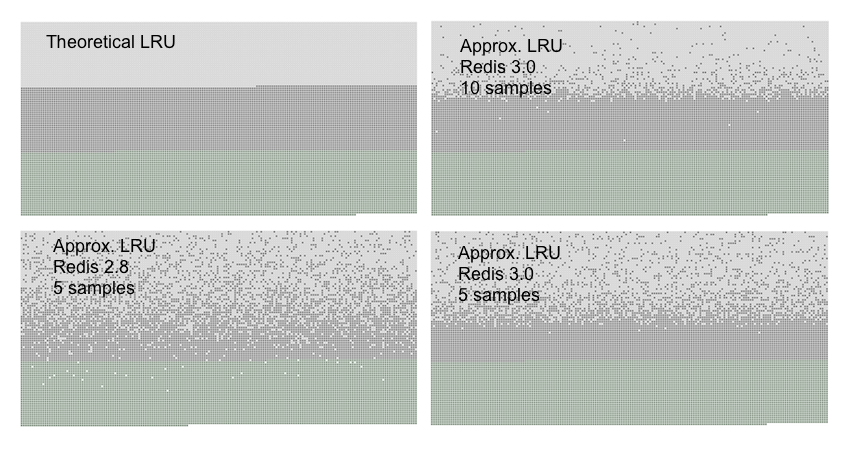 Theoretical LRU
Approx. LRU
Redis 3.0
10 samples
Approx. LRU
Redis 2.8
5 samples
Approx. LRU
Redis 3.0
5 samples